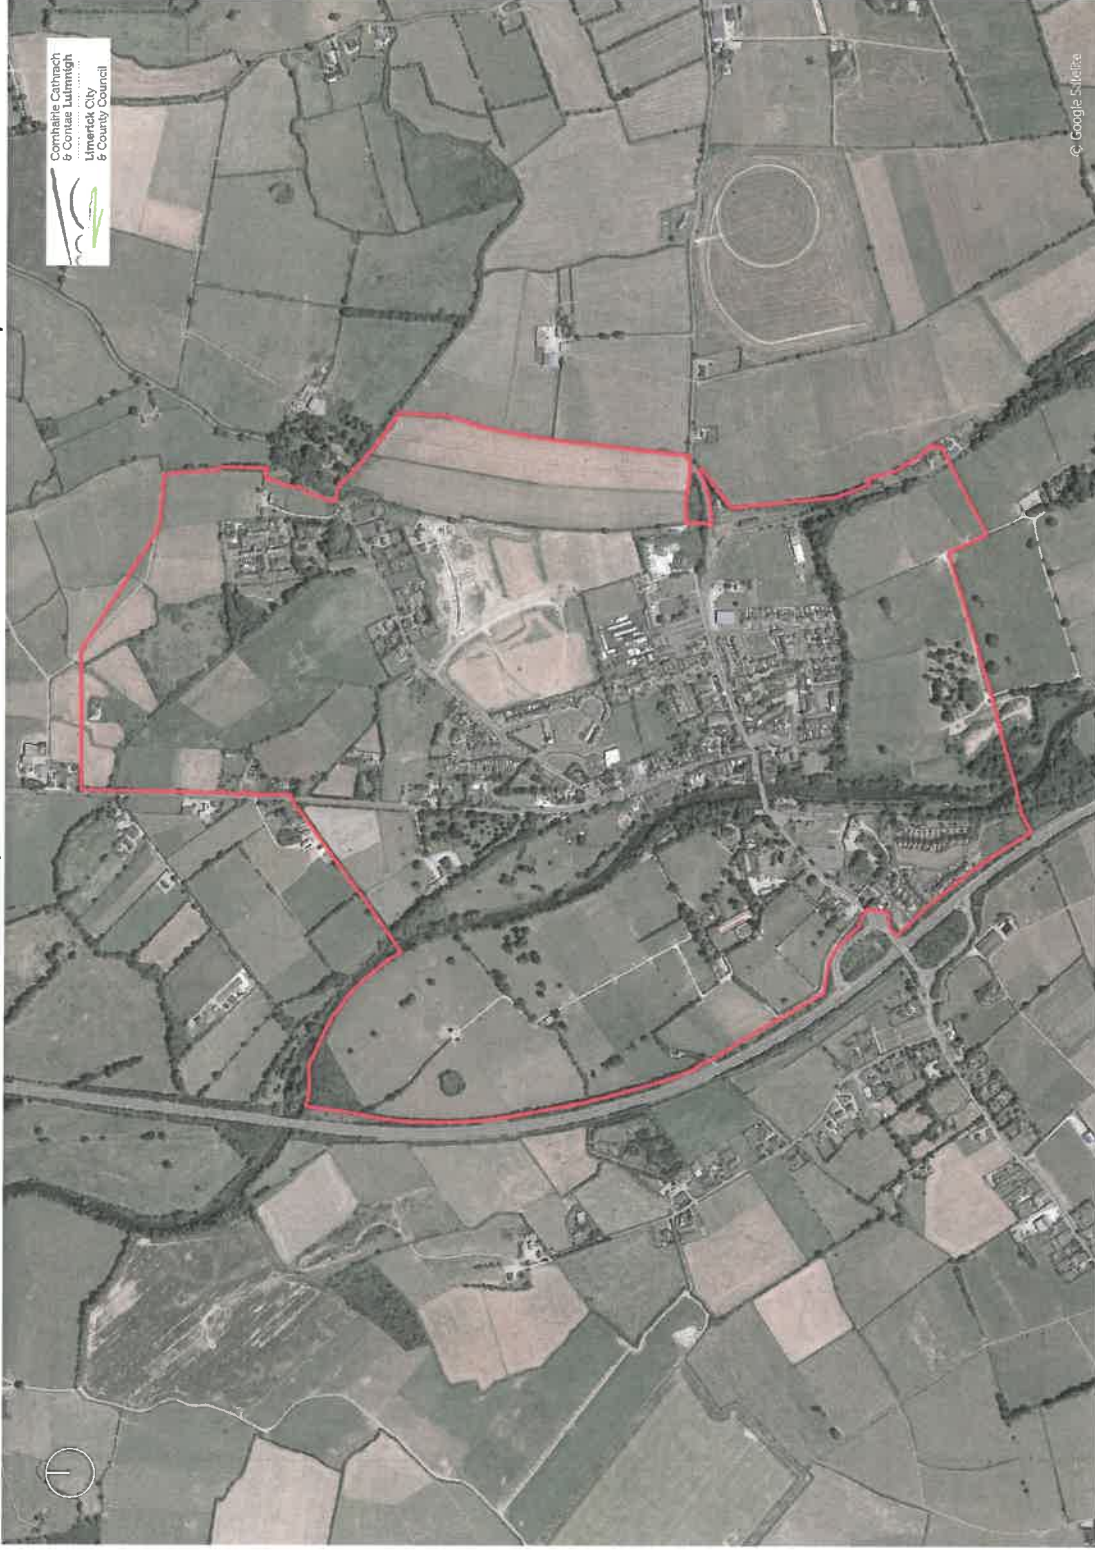 Comhairle Cathrach
& Contae Luimnigh
Limerick City
& County Council
© Google Satellite